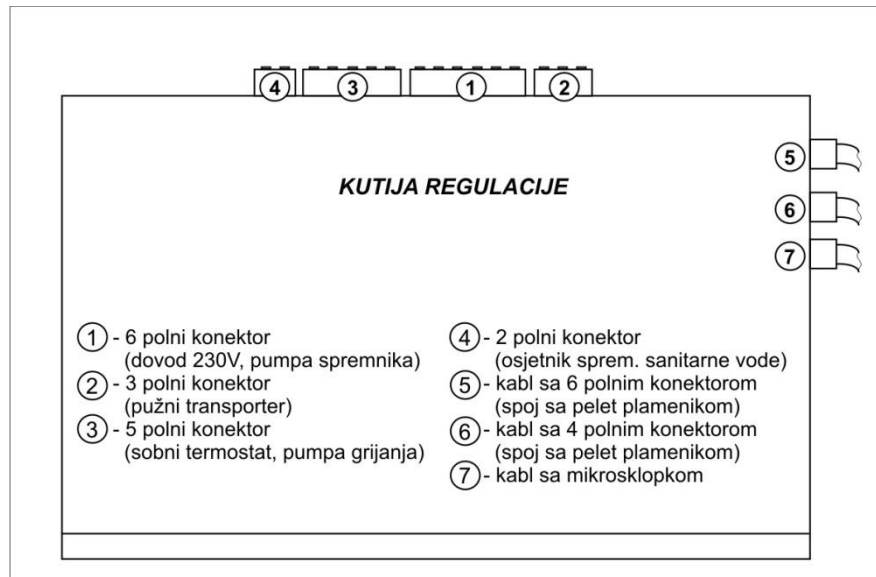 4 3 1 2
5
KUTIJA REGULACIJE
6
7
1 - 6 polni konektor
(dovod 230V, pumpa spremnika)
2 - 3 polni konektor
(pužni transporter)
3 - 5 polni konektor
(sobni termostat, pumpa grijanja)
4 - 2 polni konektor
(osjetnik sprem. sanitarne vode)
5 - kabl sa 6 polnim konektorom
(spoj sa pelet plamenikom)
6 - kabl sa 4 polnim konektorom
(spoj sa pelet plamenikom)
7 - kabl sa mikrosklopkom